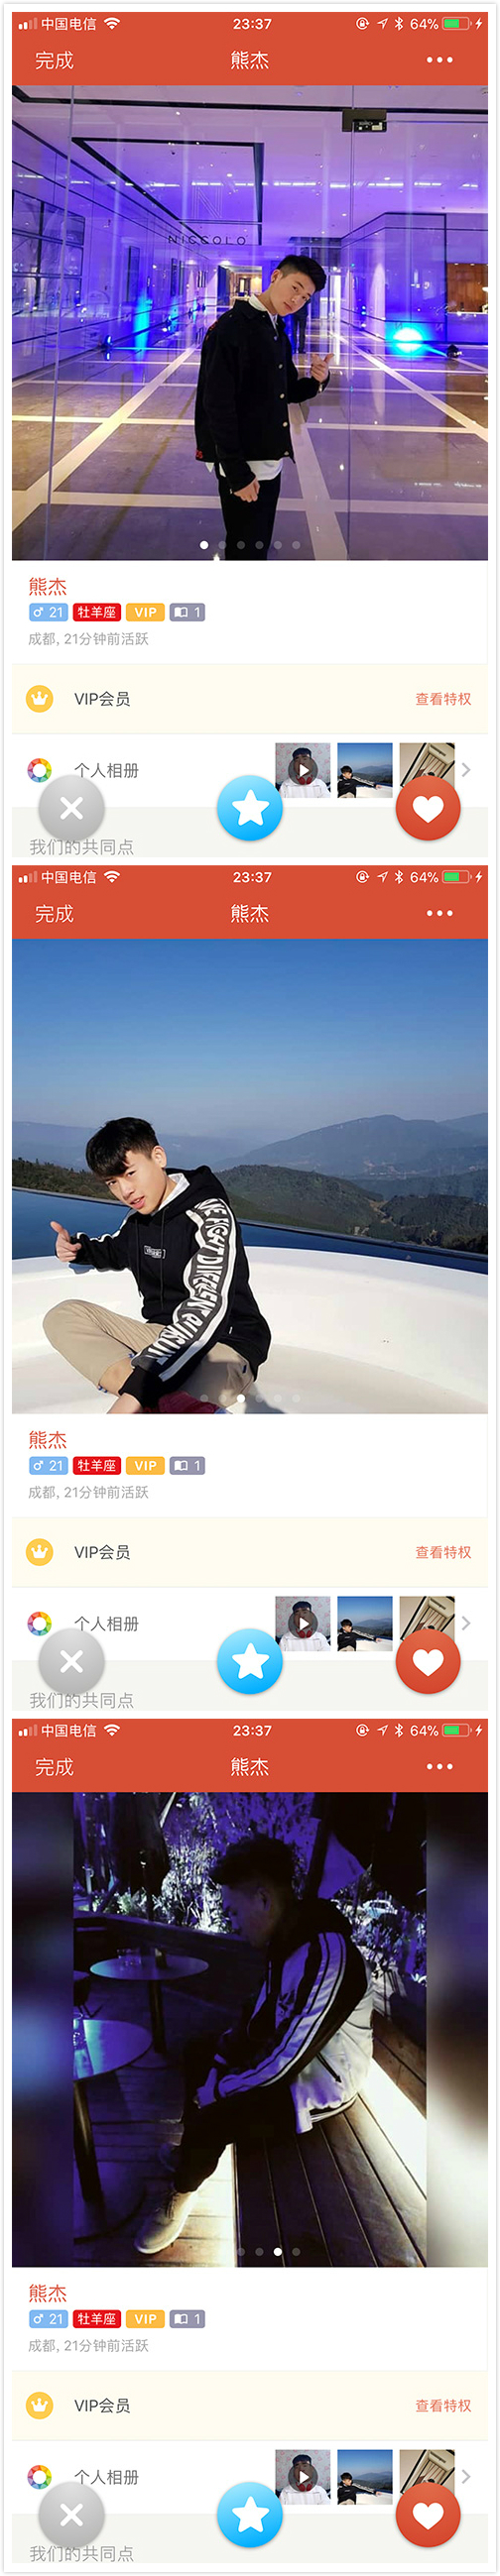 中国电信 23:37 64%
完成 熊杰
NICCOLO
熊杰
21 牡羊座 VIP 1
成都, 21分钟前活跃
VIP会员 查看特权
个人相册
我们的共同点
中国电信 23:37 64%
完成 熊杰
熊杰
21 牡羊座 VIP 1
成都, 21分钟前活跃
VIP会员 查看特权
个人相册
我们的共同点
中国电信 23:37 64%
完成 熊杰
熊杰
21 牡羊座 VIP 1
成都, 21分钟前活跃
VIP会员 查看特权
个人相册
我们的共同点